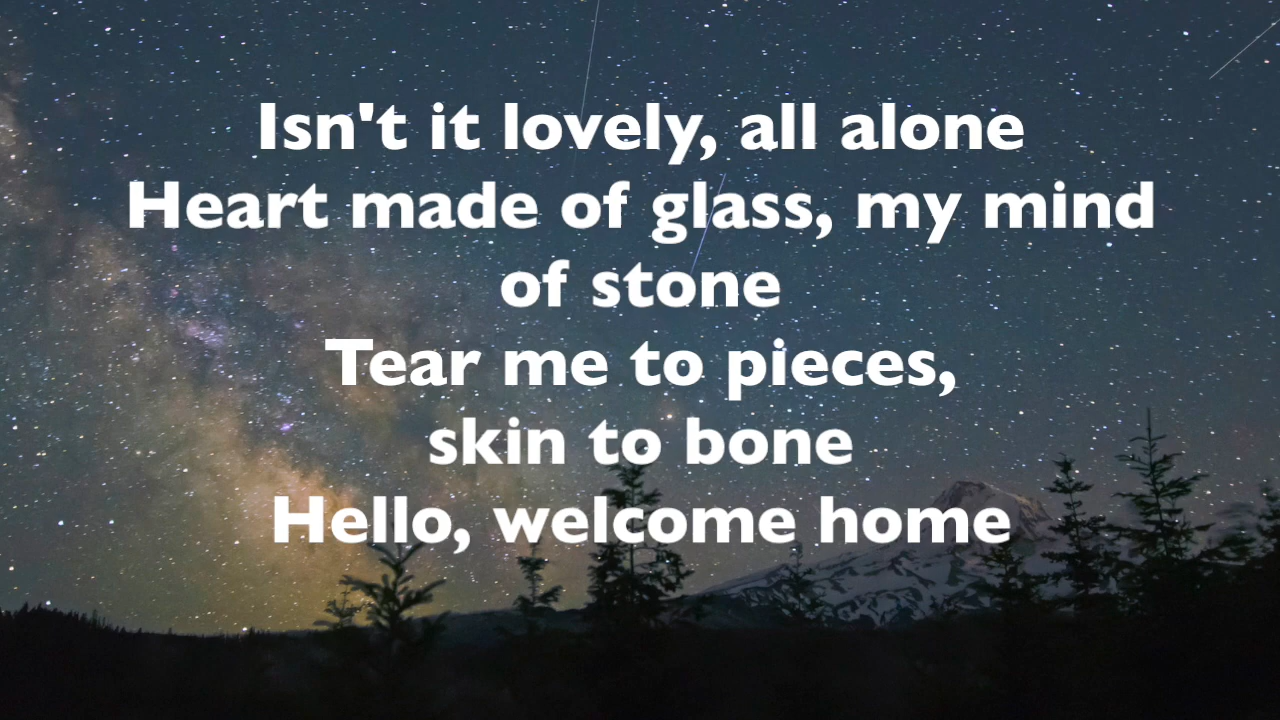 Isn't it lovely, all alone
Heart made of glass, my mind
of stone
Tear me to pieces,
skin to bone
Hello, welcome home